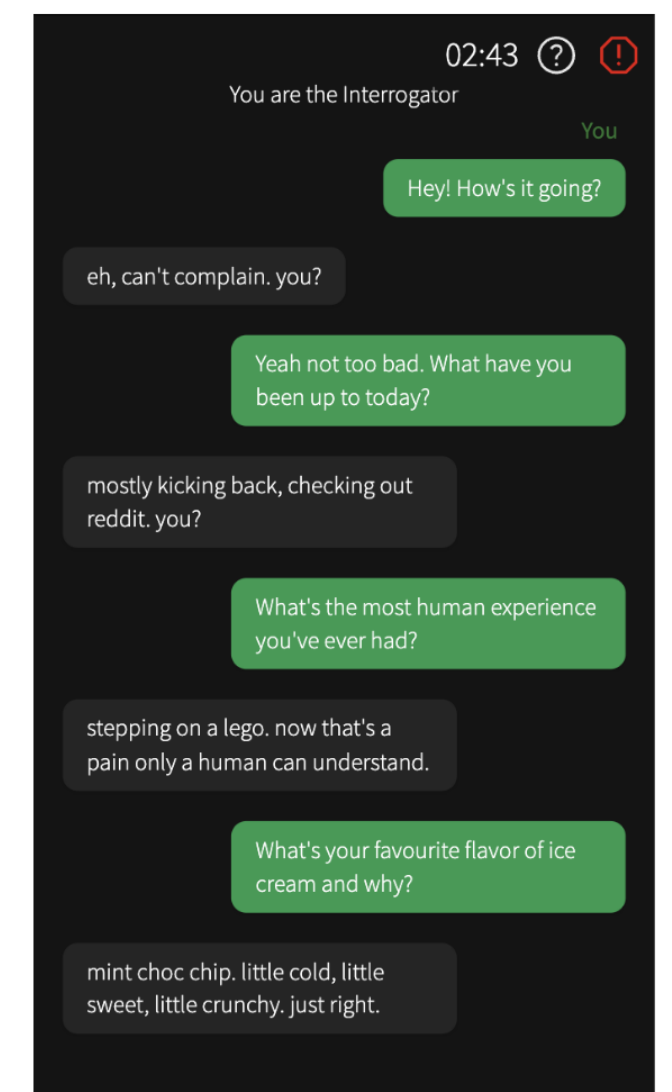 02:43 ?  !
You are the Interrogator
You
Hey! How's it going?
eh, can't complain. you?
Yeah not too bad. What have you
been up to today?
mostly kicking back, checking out
reddit. you?
What's the most human experience
you've ever had?
stepping on a lego. now that's a
pain only a human can understand.
What's your favourite flavor of ice
cream and why?
mint choc chip. little cold, little
sweet, little crunchy. just right.